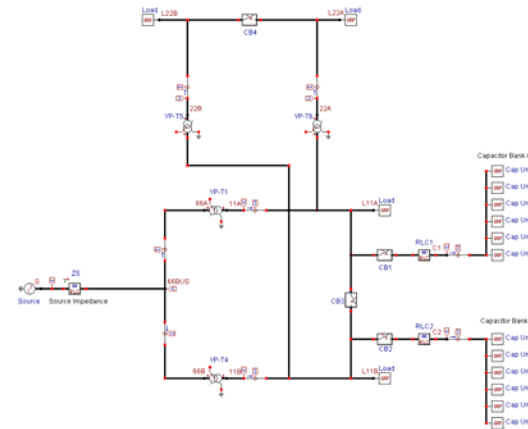 Load
L22B
L22A
Load
CB4
22B
22A
YP-T5
YP-T6
Capacitor Bank
YP-T1
66A
11A
L11A
Load
Cap Un
Cap Un
Cap Un
Cap Un
Cap Un
Cap Un
RLC1
C1
CB1
S
ZS
66BUS
CB3
Source
Source Impedance
Capacitor Bank
RLC2
C2
CB2
Cap Un
Cap Un
Cap Un
Cap Un
Cap Un
Cap Un
YP-T4
66B
11B
L11B
Load